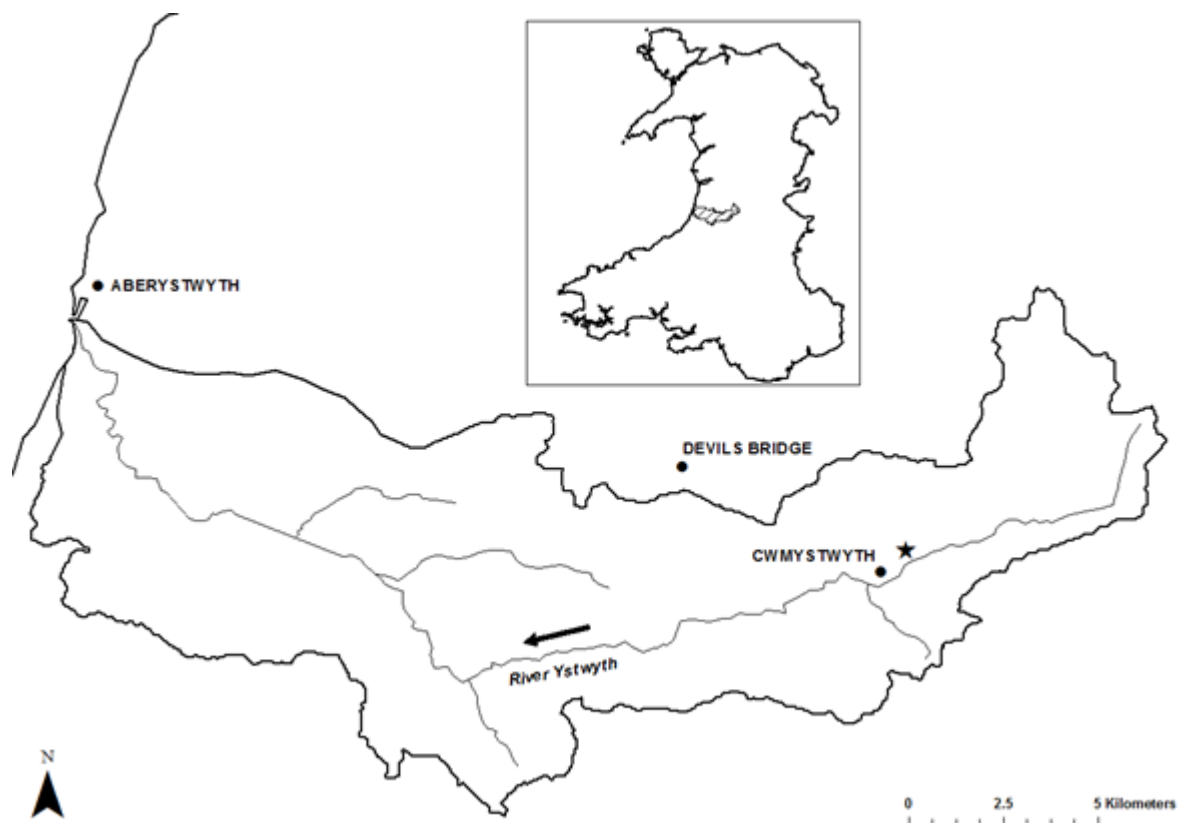 ABERYSTWYTH
DEVILS BRIDGE
CWMYSTWYTH
River Ystwyth
N
0 2.5 5 Kilometers